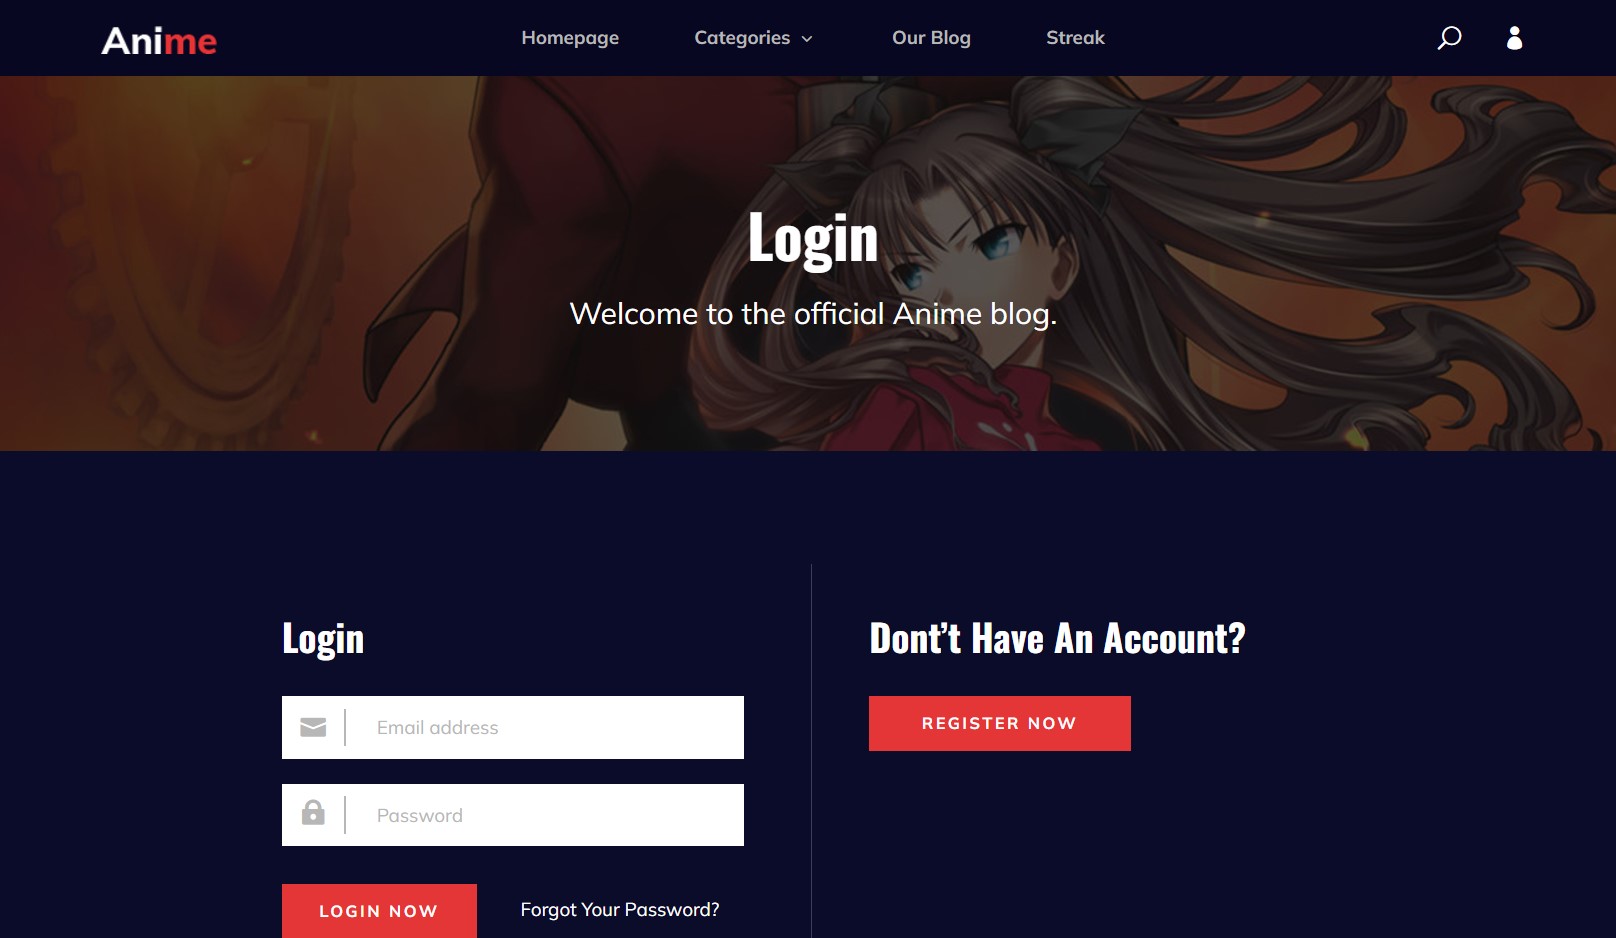 Anime
Homepage
Categories
Our Blog
Streak
Login
Welcome to the official Anime blog.
Login
Email address
Password
LOGIN NOW
Forgot Your Password?
Dont’t Have An Account?
REGISTER NOW